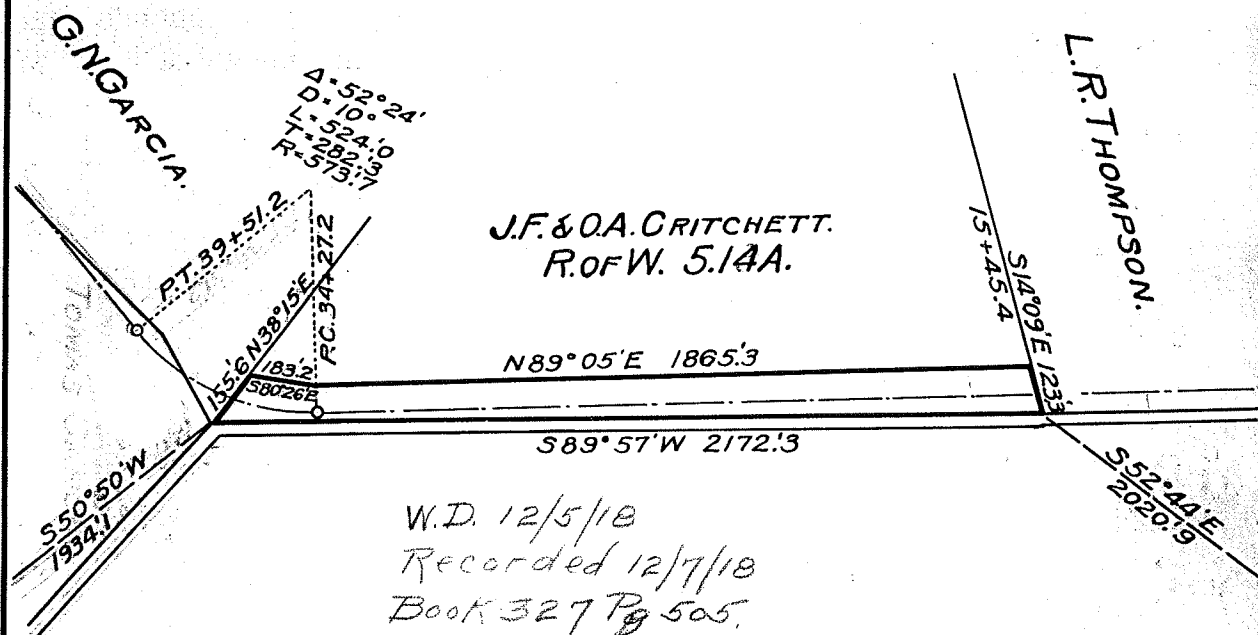 G.N.GARCIA.
Δ=52°24'
D=10°
L=524.'0
T=282.'3
R=573.'7
P.T. 39+51.2
P.C. 34+27.2
155.'6 N38°15'E
183.'2
S80°26'E
J.F. & O.A. CRITCHETT.
R. OF W. 5.14A.
L.R. THOMPSON.
15+45.4
S14°09'E 123.'3
N89°05'E 1865.'3
S89°57'W 2172.'3
S50°50'W
1934.'1
S52°44'E
2020.'9
W.D. 12/5/18
Recorded 12/7/18
Book 327 Pg 505.